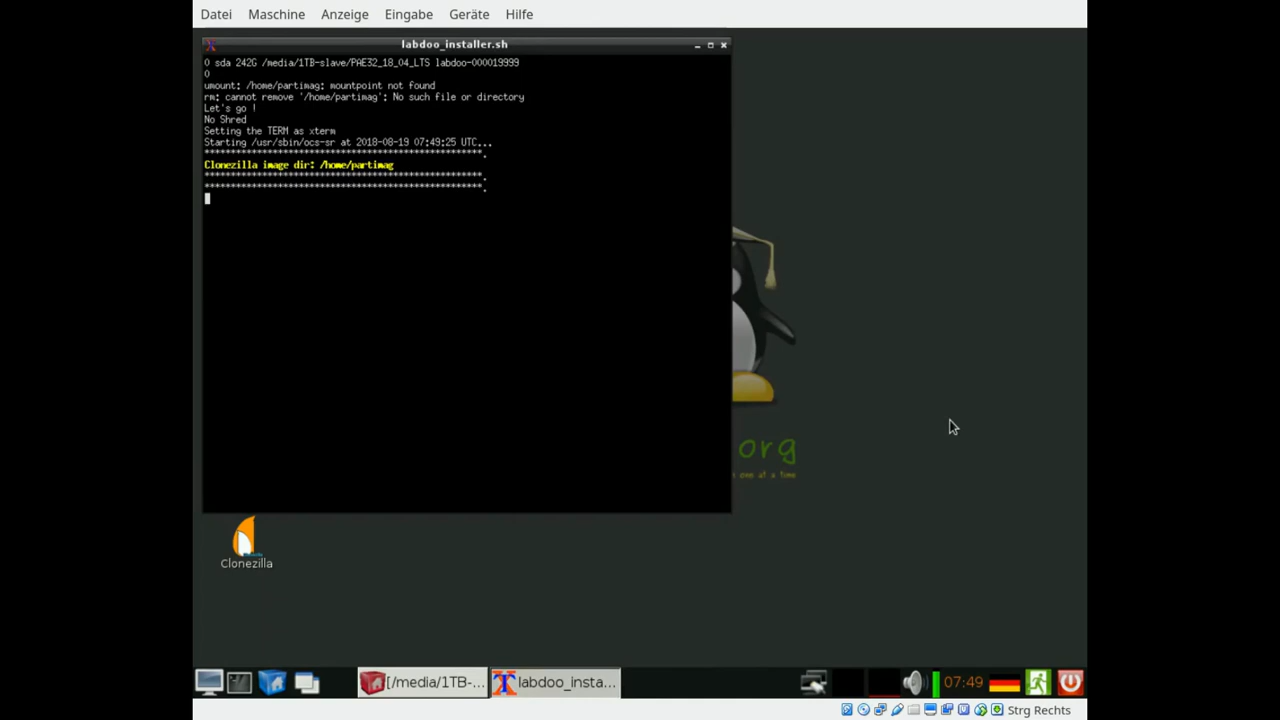 Datei Maschine Anzeige Eingabe Geräte Hilfe
labdoo_installer.sh
0 sda 242G /media/1TB-slave/PAE32_18_04_LTS labdoo-000019999
0
umount: /home/partimag: mountpoint not found
rm: cannot remove '/home/partimag': No such file or directory
Let's go !
No Shred
Setting the TERM as xterm
Starting /usr/sbin/ocs-sr at 2018-08-19 07:49:25 UTC...
*****************************************************.
Clonezilla image dir: /home/partimag
*****************************************************.
*****************************************************.
org
one at a time
Clonezilla
[/media/1TB-... labdoo_insta... 07:49
Strg Rechts